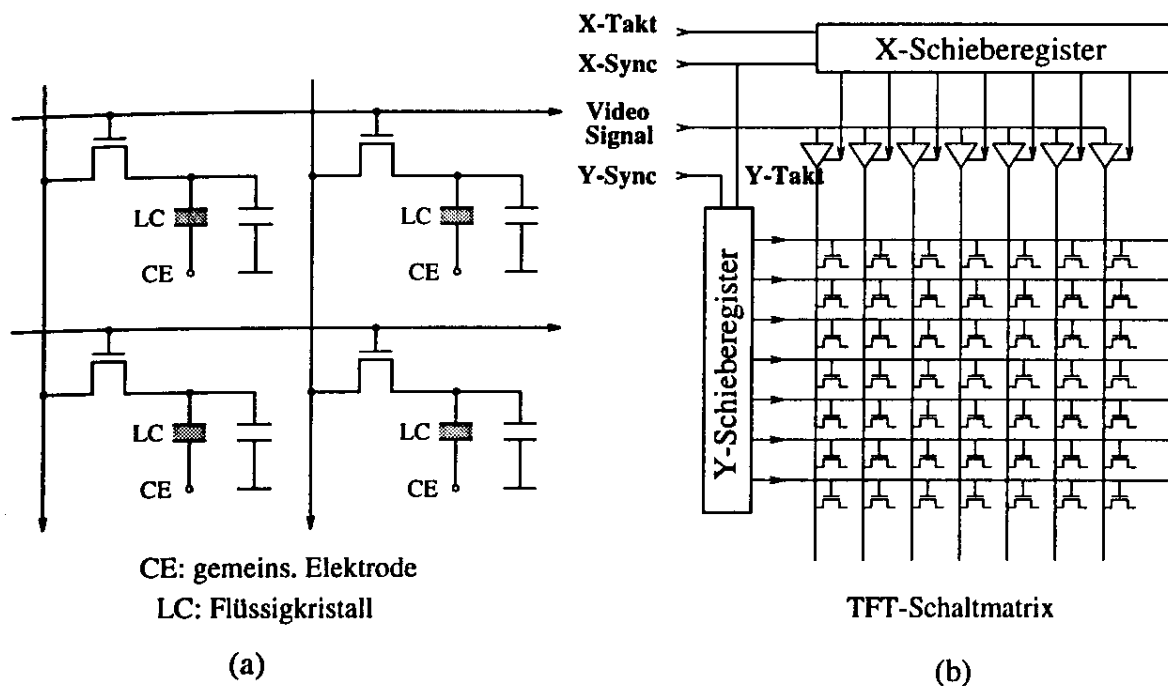 LC
CE
LC
CE
LC
CE
LC
CE
CE: gemeins. Elektrode
LC: Flüssigkristall
(a)
X-Takt
X-Sync
X-Schieberegister
Video
Signal
Y-Sync
Y-Takt
Y-Schieberegister
TFT-Schaltmatrix
(b)